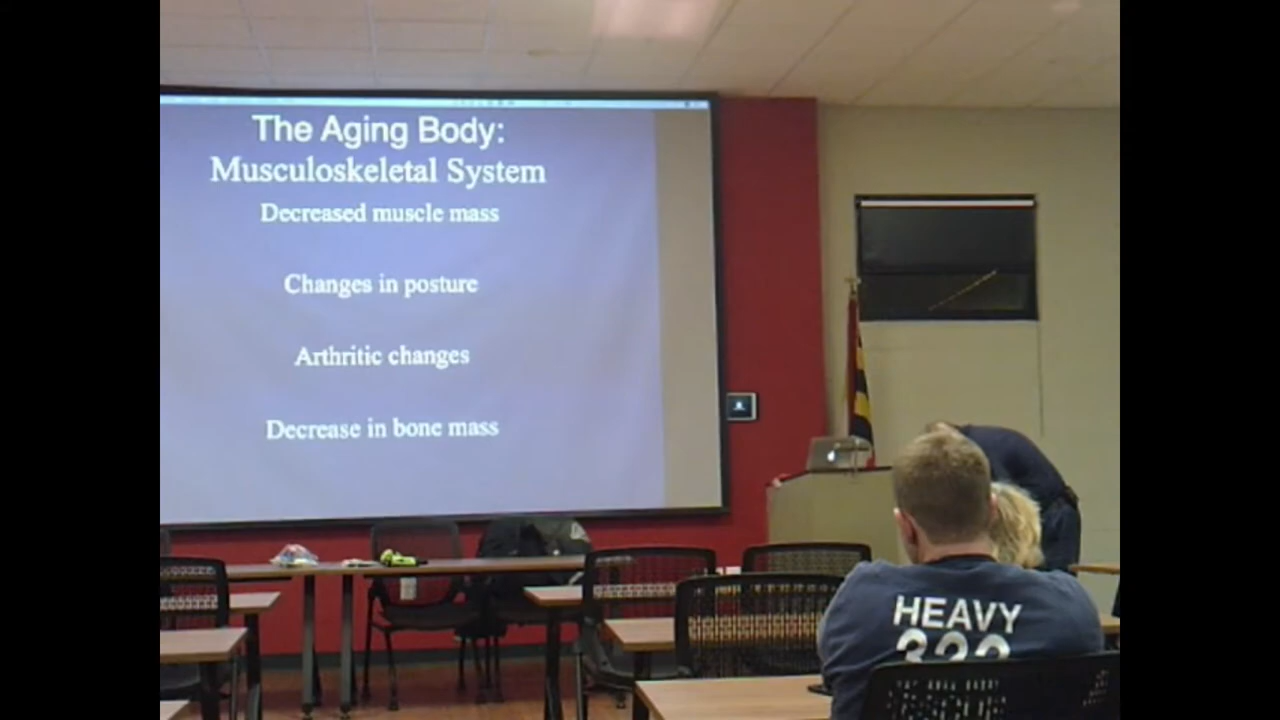 The Aging Body:
Musculoskeletal System
Decreased muscle mass
Changes in posture
Arthritic changes
Decrease in bone mass
HEAVY